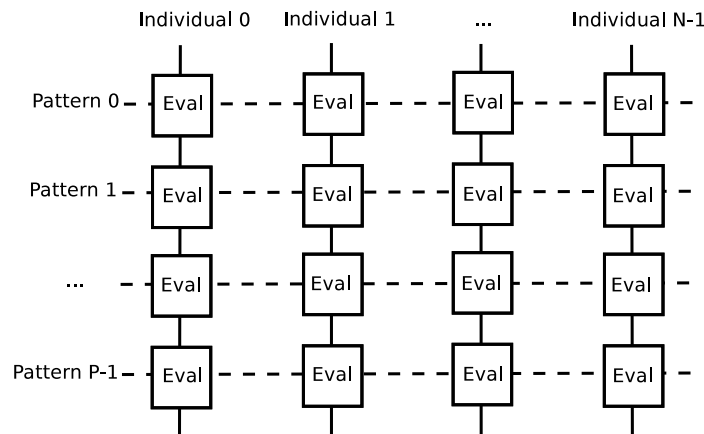 Individual 0 Individual 1 ... Individual N-1
Pattern 0 Eval Eval Eval Eval
Pattern 1 Eval Eval Eval Eval
... Eval Eval Eval Eval
Pattern P-1 Eval Eval Eval Eval